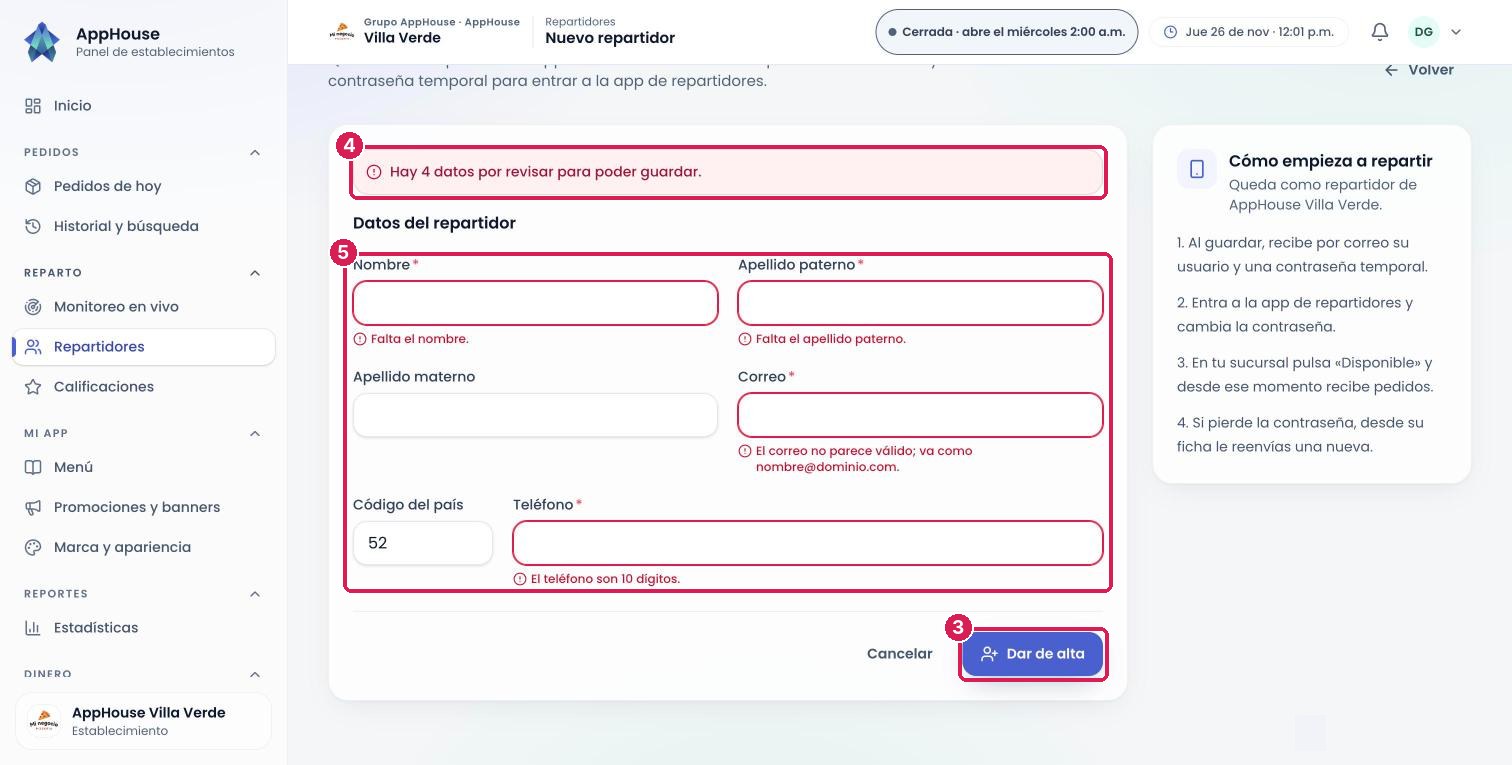 AppHouse
Panel de establecimientos
Grupo AppHouse · AppHouse
Villa Verde
Repartidores
Nuevo repartidor
Cerrada · abre el miércoles 2:00 a.m.
Jue 26 de nov · 12:01 p.m.
DG
contraseña temporal para entrar a la app de repartidores.
Volver
Inicio
PEDIDOS
Pedidos de hoy
Historial y búsqueda
REPARTO
Monitoreo en vivo
Repartidores
Calificaciones
MI APP
Menú
Promociones y banners
Marca y apariencia
REPORTES
Estadísticas
DINERO
Mi negocio
AppHouse Villa Verde
Establecimiento
4
Hay 4 datos por revisar para poder guardar.
Datos del repartidor
5
Nombre *
Apellido paterno *
Falta el nombre.
Falta el apellido paterno.
Apellido materno
Correo *
El correo no parece válido; va como
nombre@dominio.com.
Código del país
Teléfono *
52
El teléfono son 10 dígitos.
3
Cancelar
Dar de alta
Cómo empieza a repartir
Queda como repartidor de
AppHouse Villa Verde.
1. Al guardar, recibe por correo su
usuario y una contraseña temporal.
2. Entra a la app de repartidores y
cambia la contraseña.
3. En tu sucursal pulsa «Disponible» y
desde ese momento recibe pedidos.
4. Si pierde la contraseña, desde su
ficha le reenvías una nueva.